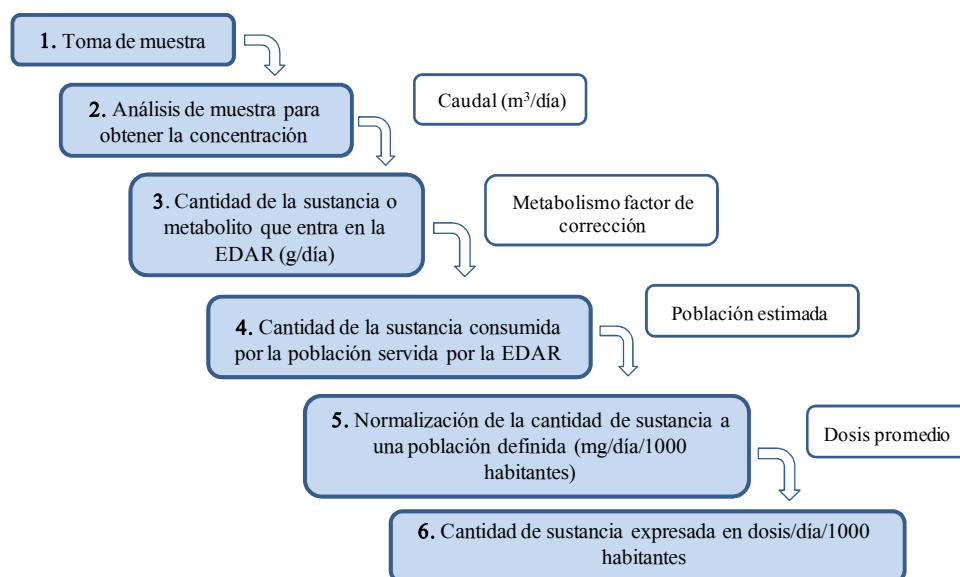 1. Toma de muestra
2. Análisis de muestra para
obtener la concentración
Caudal (m³/día)
3. Cantidad de la sustancia o
metabolito que entra en la
EDAR (g/día)
Metabolismo factor de
corrección
4. Cantidad de la sustancia consumida
por la población servida por la EDAR
Población estimada
5. Normalización de la cantidad de sustancia a
una población definida (mg/día/1000
habitantes)
Dosis promedio
6. Cantidad de sustancia expresada en dosis/día/1000
habitantes